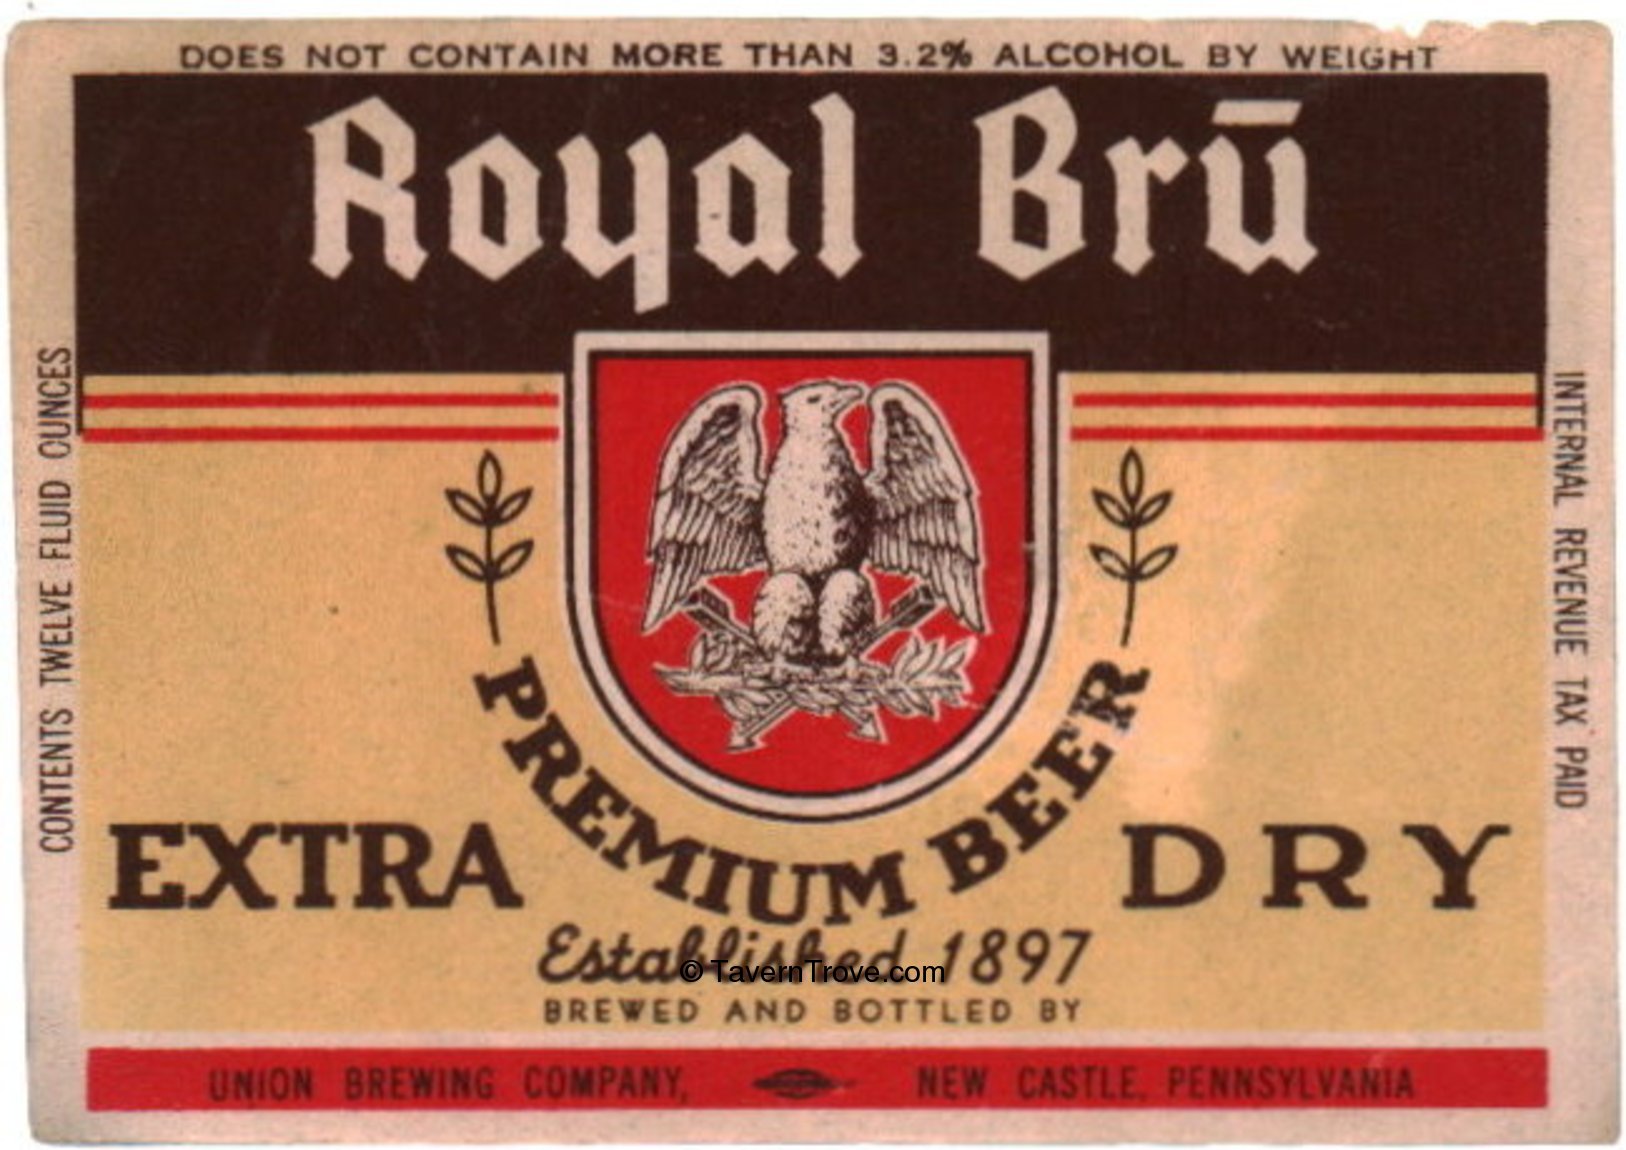 DOES NOT CONTAIN MORE THAN 3.2% ALCOHOL BY WEIGHT
Royal Brū
CONTENTS TWELVE FLUID OUNCES
INTERNAL REVENUE TAX PAID
PREMIUM BEER
EXTRA DRY
Established 1897
© TavernTrove.com
BREWED AND BOTTLED BY
UNION BREWING COMPANY, NEW CASTLE, PENNSYLVANIA